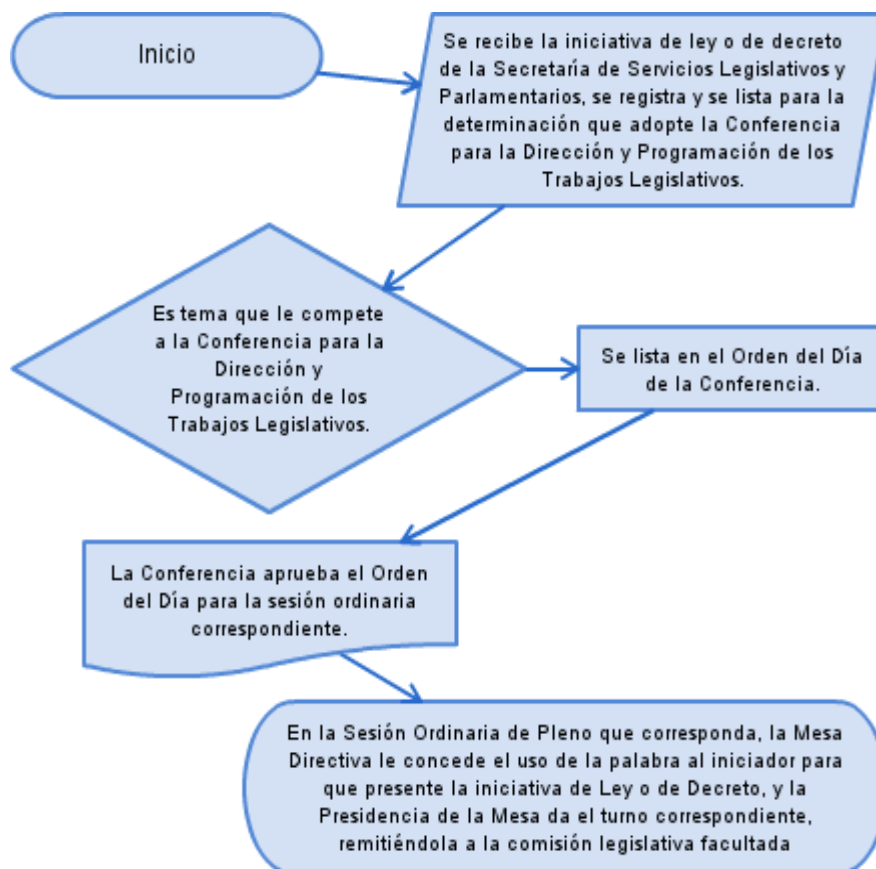 Inicio
Se recibe la iniciativa de ley o de decreto
de la Secretaría de Servicios Legislativos y
Parlamentarios, se registra y se lista para la
determinación que adopte la Conferencia
para la Dirección y Programación de los
Trabajos Legislativos.
Es tema que le compete
a la Conferencia para la
Dirección y
Programación de los
Trabajos Legislativos.
Se lista en el Orden del Día
de la Conferencia.
La Conferencia aprueba el Orden
del Día para la sesión ordinaria
correspondiente.
En la Sesión Ordinaria de Pleno que corresponda, la Mesa
Directiva le concede el uso de la palabra al iniciador para
que presente la iniciativa de Ley o de Decreto, y la
Presidencia de la Mesa da el turno correspondiente,
remitiéndola a la comisión legislativa facultada